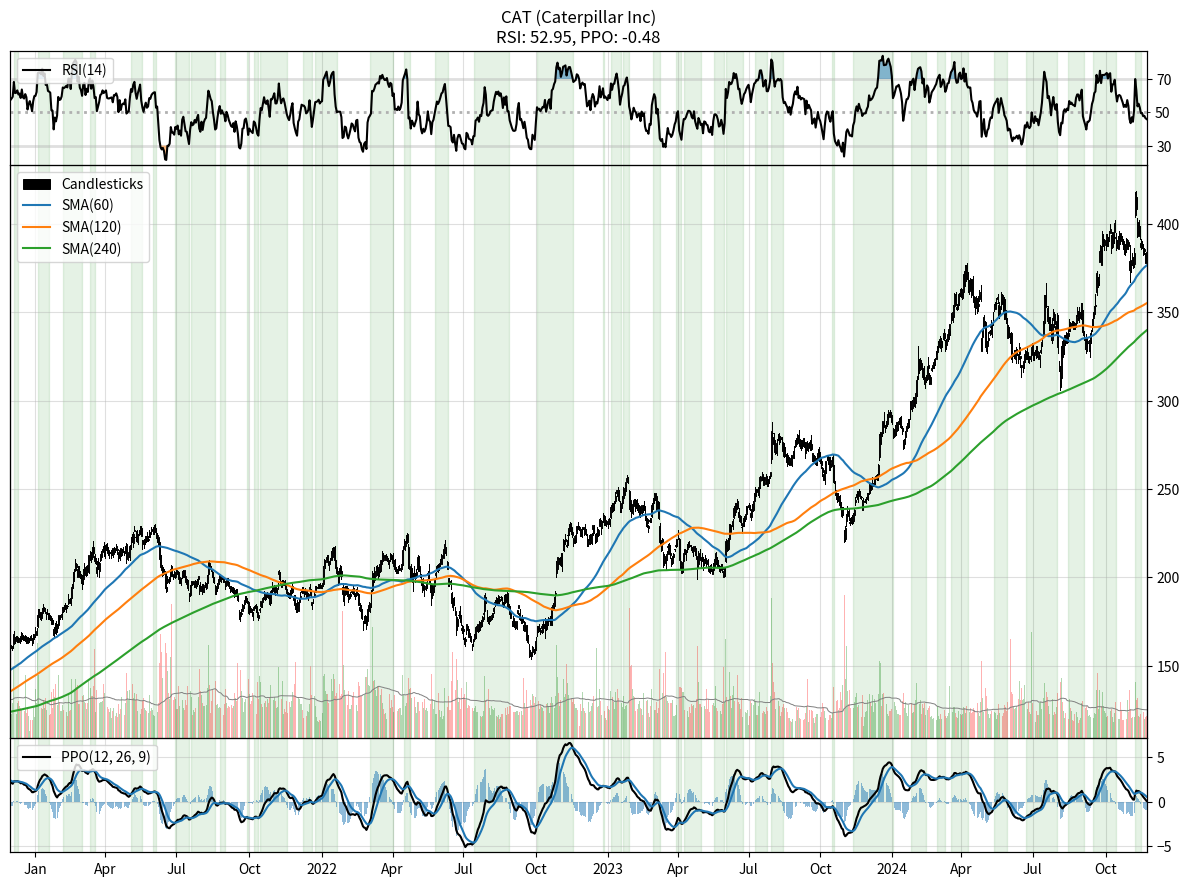 CAT (Caterpillar Inc)
RSI: 52.95, PPO: -0.48
RSI(14)
70
50
30
Candlesticks
SMA(60)
SMA(120)
SMA(240)
400
350
300
250
200
150
PPO(12, 26, 9)
5
0
−5
Jan Apr Jul Oct 2022 Apr Jul Oct 2023 Apr Jul Oct 2024 Apr Jul Oct